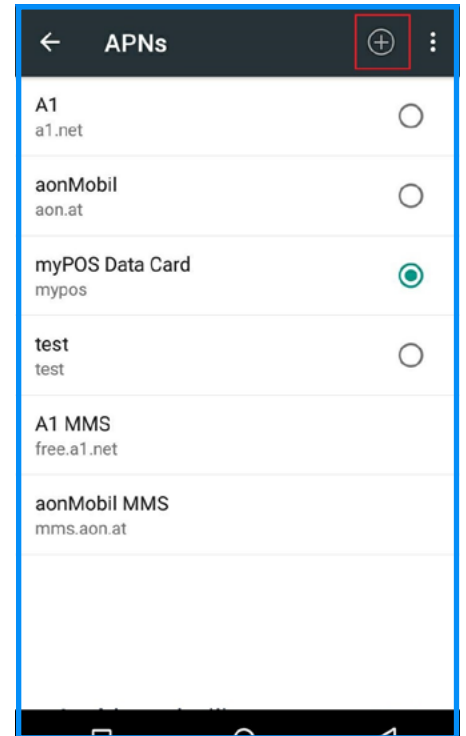 APNs
A1
a1.net
aonMobil
aon.at
myPOS Data Card
mypos
test
test
A1 MMS
free.a1.net
aonMobil MMS
mms.aon.at